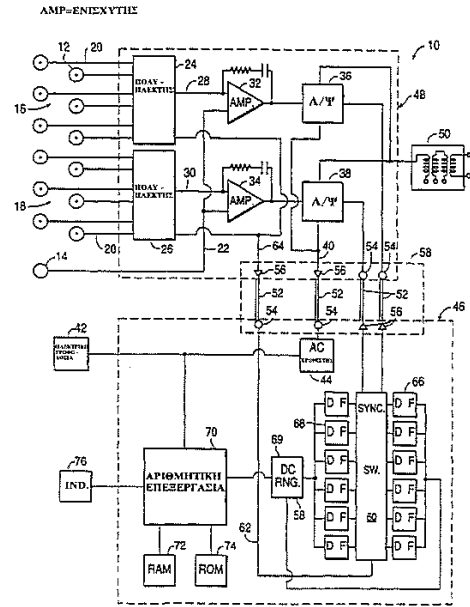 AMP=ΕΝΙΣΧΥΤΗΣ
12
20
24
10
ΠΟΛΥ-
ΠΛΕΚΤΗΣ
28
32
AMP.
36
Α/Ψ
48
16
50
ΠΟΛΥ-
ΠΛΕΚΤΗΣ
30
34
AMP.
38
Α/Ψ
18
20
26
22
64
40
54
54
58
14
56
56
52
52
52
56
54
54
46
42
AC
44
66
D F
SYNC.
D F
68
D F
D F
70
69
D F
D F
76
IND.
ΑΡΙΘΜΗΤΙΚΗ
ΕΠΕΞΕΡΓΑΣΙΑ
DC
RNG.
58
SW.
60
D F
D F
D F
D F
62
D F
D F
RAM
72
ROM
74